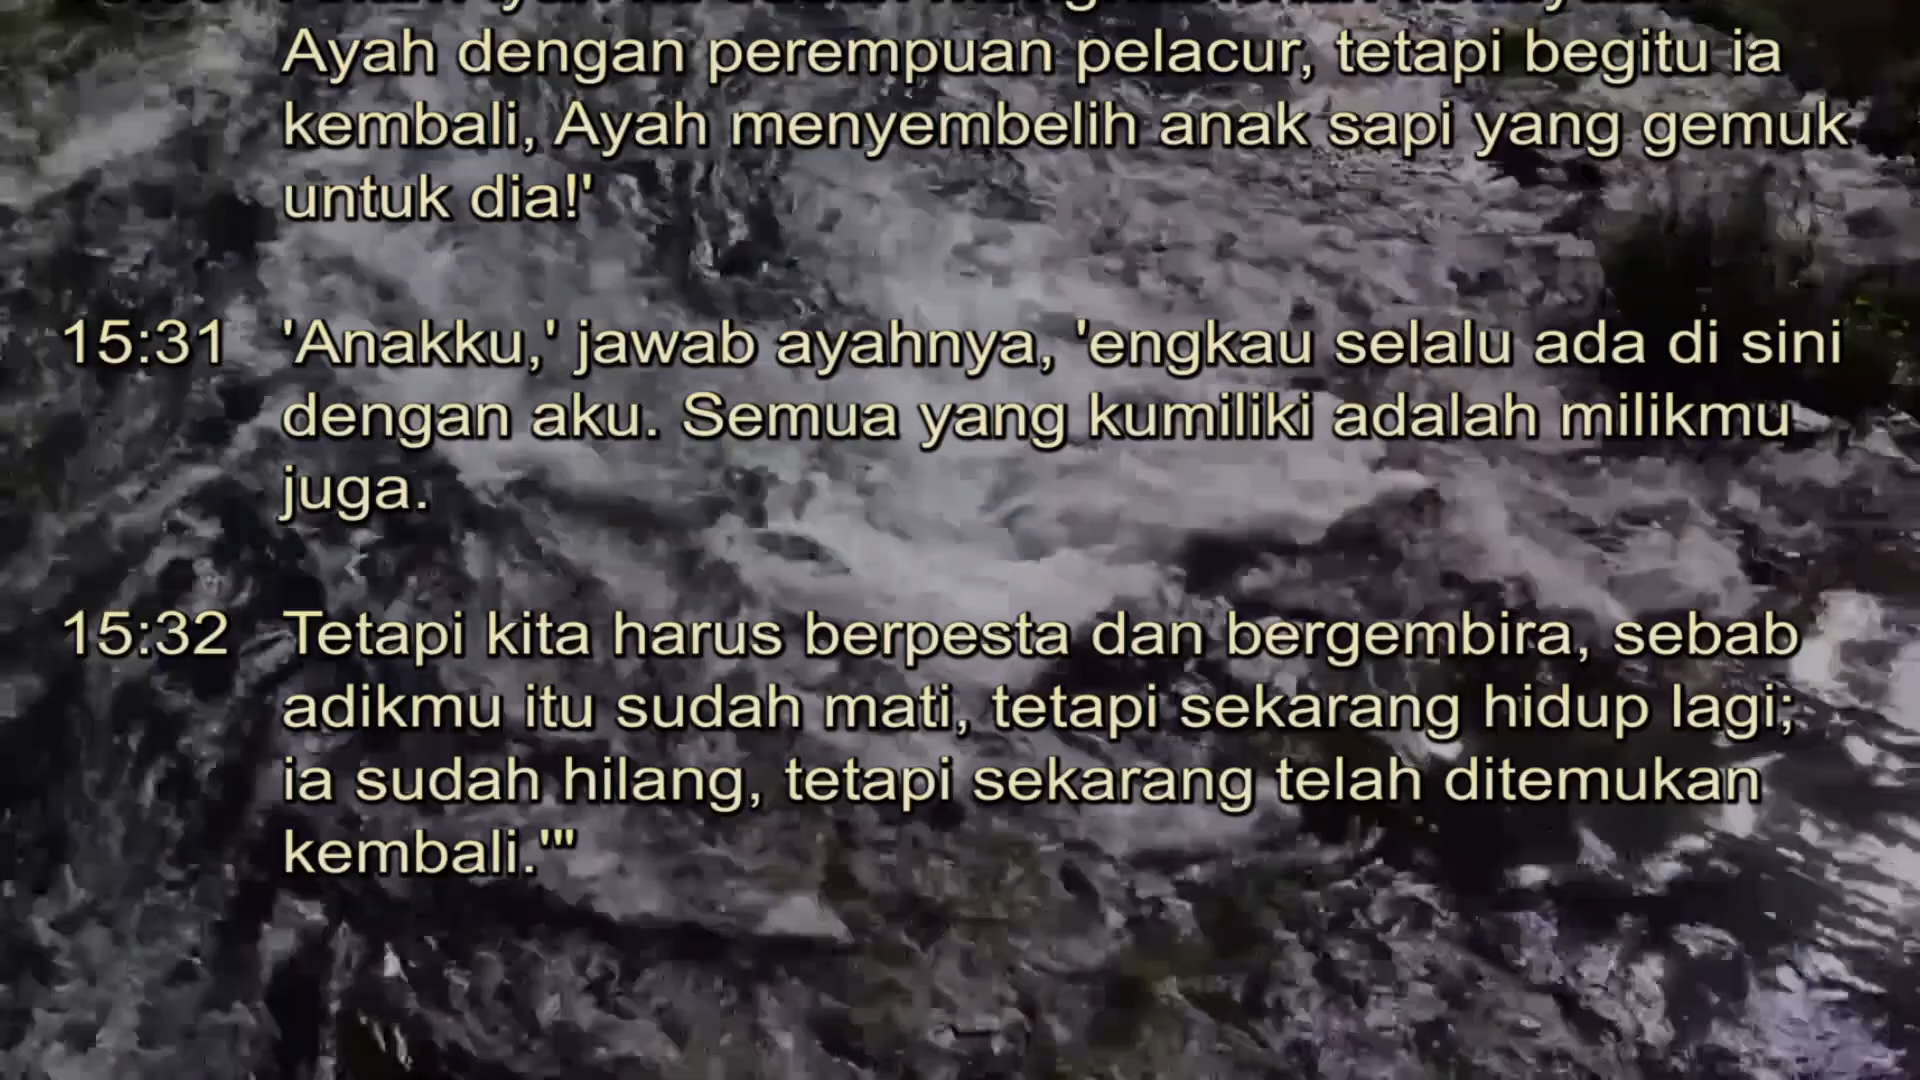 Ayah dengan perempuan pelacur, tetapi begitu ia
kembali, Ayah menyembelih anak sapi yang gemuk
untuk dia!'
15:31 'Anakku,' jawab ayahnya, 'engkau selalu ada di sini
dengan aku. Semua yang kumiliki adalah milikmu
juga.
15:32 Tetapi kita harus berpesta dan bergembira, sebab
adikmu itu sudah mati, tetapi sekarang hidup lagi;
ia sudah hilang, tetapi sekarang telah ditemukan
kembali.'"